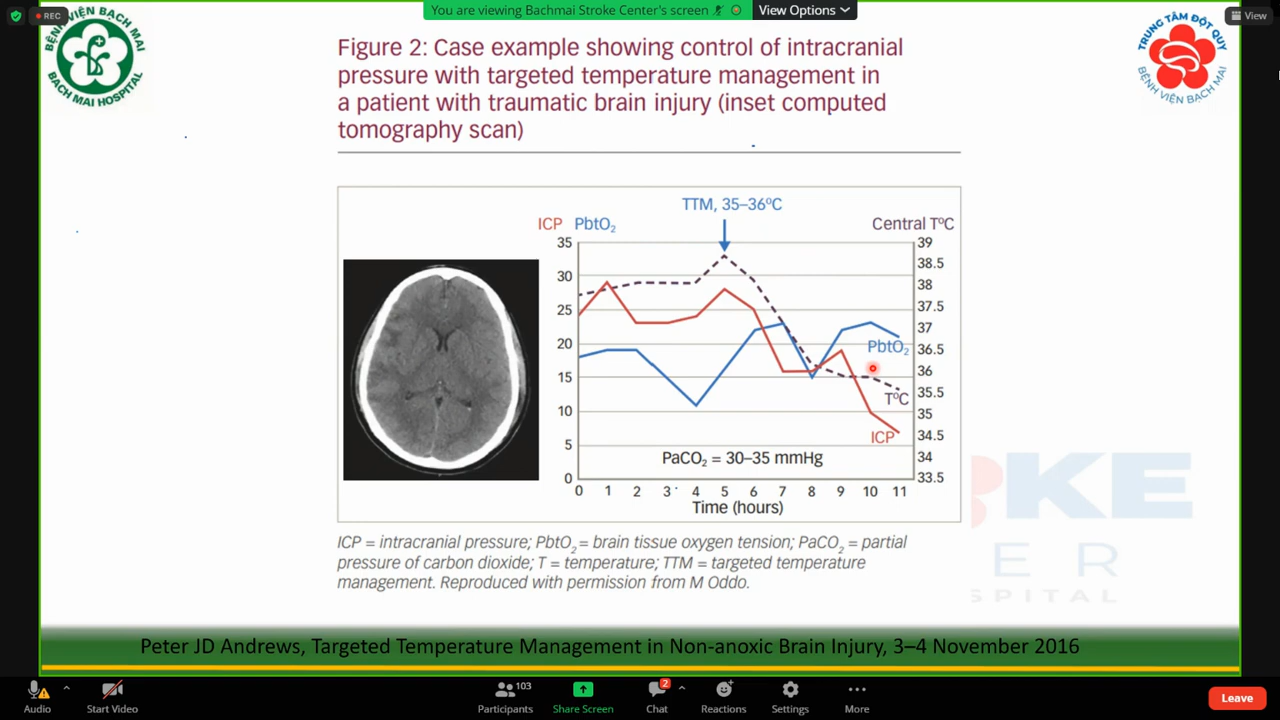 REC
You are viewing Bachmai Stroke Center's screen
View Options
View
BỆNH VIỆN BẠCH MAI
BACH MAI HOSPITAL
TRUNG TÂM ĐỘT QUỴ
BỆNH VIỆN BẠCH MAI
Figure 2: Case example showing control of intracranial
pressure with targeted temperature management in
a patient with traumatic brain injury (inset computed
tomography scan)
TTM, 35–36ºC
ICP PbtO₂
Central TºC
35
30
25
20
15
10
5
0
39
38.5
38
37.5
37
36.5
36
35.5
35
34.5
34
33.5
PbtO₂
TºC
ICP
PaCO₂ = 30–35 mmHg
0 1 2 3 4 5 6 7 8 9 10 11
Time (hours)
ICP = intracranial pressure; PbtO₂ = brain tissue oxygen tension; PaCO₂ = partial
pressure of carbon dioxide; T = temperature; TTM = targeted temperature
management. Reproduced with permission from M Oddo.
KE
E R
SPITAL
Peter JD Andrews, Targeted Temperature Management in Non-anoxic Brain Injury, 3–4 November 2016
Audio
Start Video
103
Participants
Share Screen
2
Chat
Reactions
Settings
More
Leave